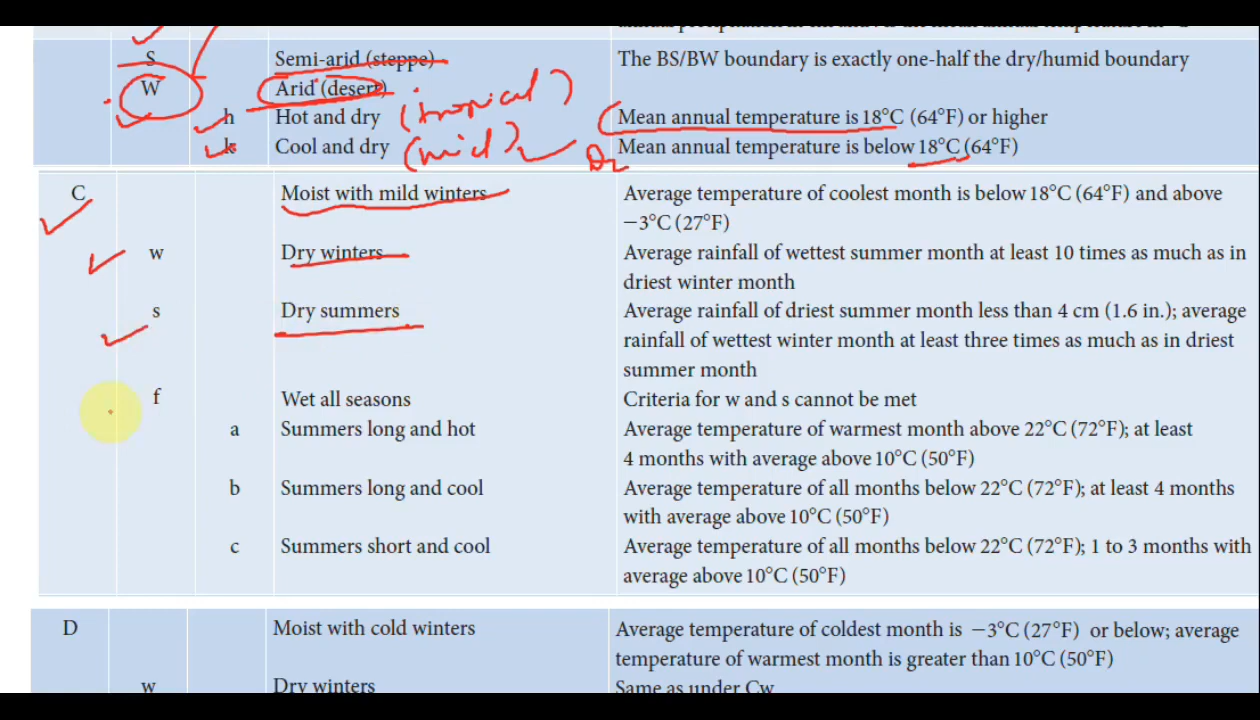 S Semi-arid (steppe) The BS/BW boundary is exactly one-half the dry/humid boundary
W Arid (desert)
h Hot and dry (tropical) Mean annual temperature is 18°C (64°F) or higher
k Cool and dry (mid) Mean annual temperature is below 18°C (64°F)
C Moist with mild winters Average temperature of coolest month is below 18°C (64°F) and above
−3°C (27°F)
w Dry winters Average rainfall of wettest summer month at least 10 times as much as in
driest winter month
s Dry summers Average rainfall of driest summer month less than 4 cm (1.6 in.); average
rainfall of wettest winter month at least three times as much as in driest
summer month
f Wet all seasons Criteria for w and s cannot be met
a Summers long and hot Average temperature of warmest month above 22°C (72°F); at least
4 months with average above 10°C (50°F)
b Summers long and cool Average temperature of all months below 22°C (72°F); at least 4 months
with average above 10°C (50°F)
c Summers short and cool Average temperature of all months below 22°C (72°F); 1 to 3 months with
average above 10°C (50°F)
D Moist with cold winters Average temperature of coldest month is −3°C (27°F) or below; average
temperature of warmest month is greater than 10°C (50°F)
w Dry winters Same as under Cw